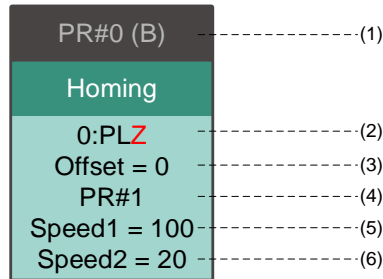 PR#0 (B) (1)
Homing
0:PLZ (2)
Offset = 0 (3)
PR#1 (4)
Speed1 = 100 (5)
Speed2 = 20 (6)